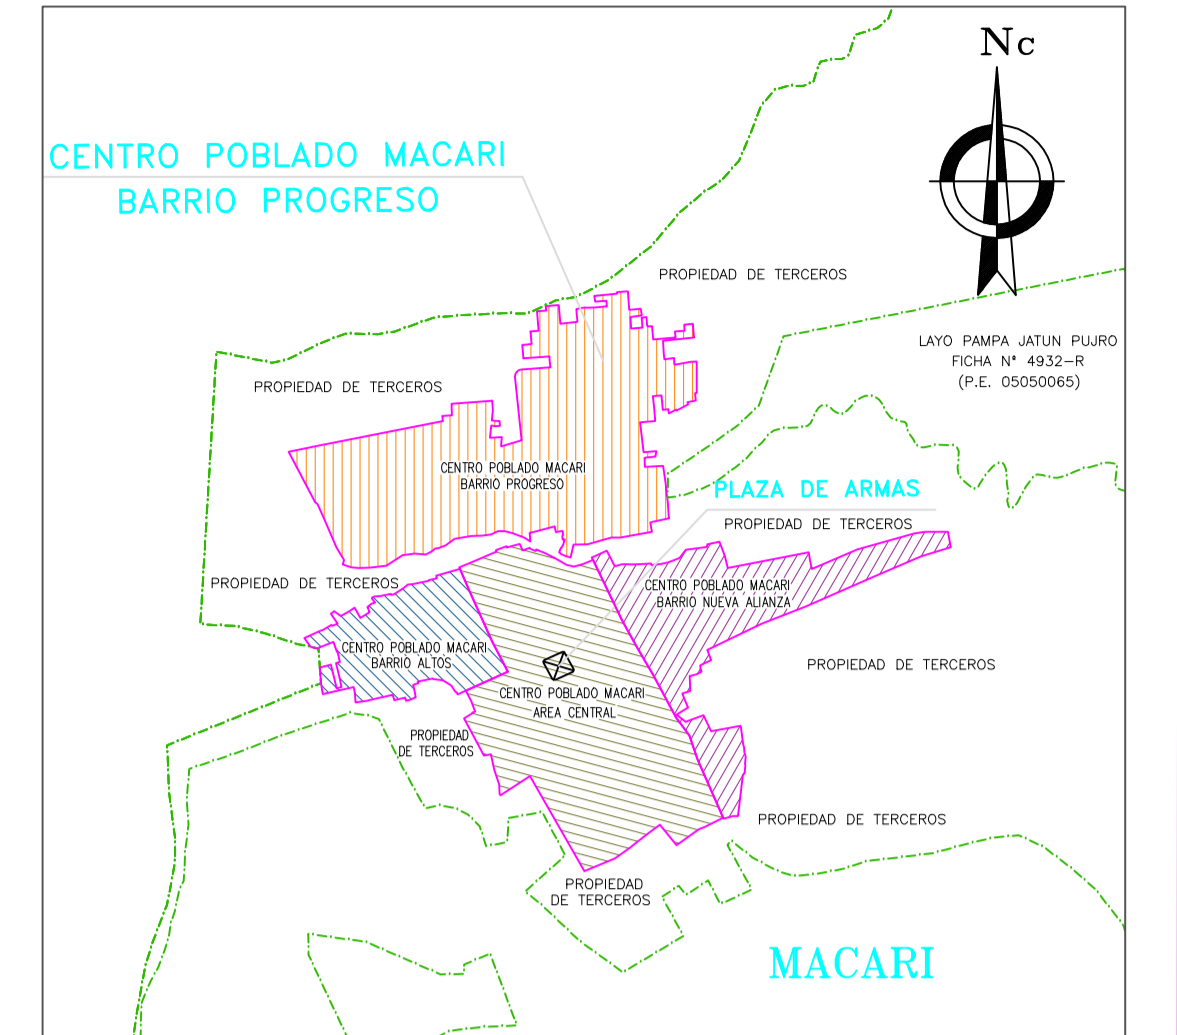 Nc
CENTRO POBLADO MACARI
BARRIO PROGRESO
PROPIEDAD DE TERCEROS
LAYO PAMPA JATUN PUJRO
FICHA N° 4932-R
(P.E. 05050065)
PROPIEDAD DE TERCEROS
CENTRO POBLADO MACARI
BARRIO PROGRESO
PLAZA DE ARMAS
PROPIEDAD DE TERCEROS
PROPIEDAD DE TERCEROS
CENTRO POBLADO MACARI
BARRIO NUEVA ALIANZA
CENTRO POBLADO MACARI
BARRIO ALTOS
PROPIEDAD DE TERCEROS
CENTRO POBLADO MACARI
AREA CENTRAL
PROPIEDAD
DE TERCEROS
PROPIEDAD DE TERCEROS
PROPIEDAD
DE TERCEROS
MACARI